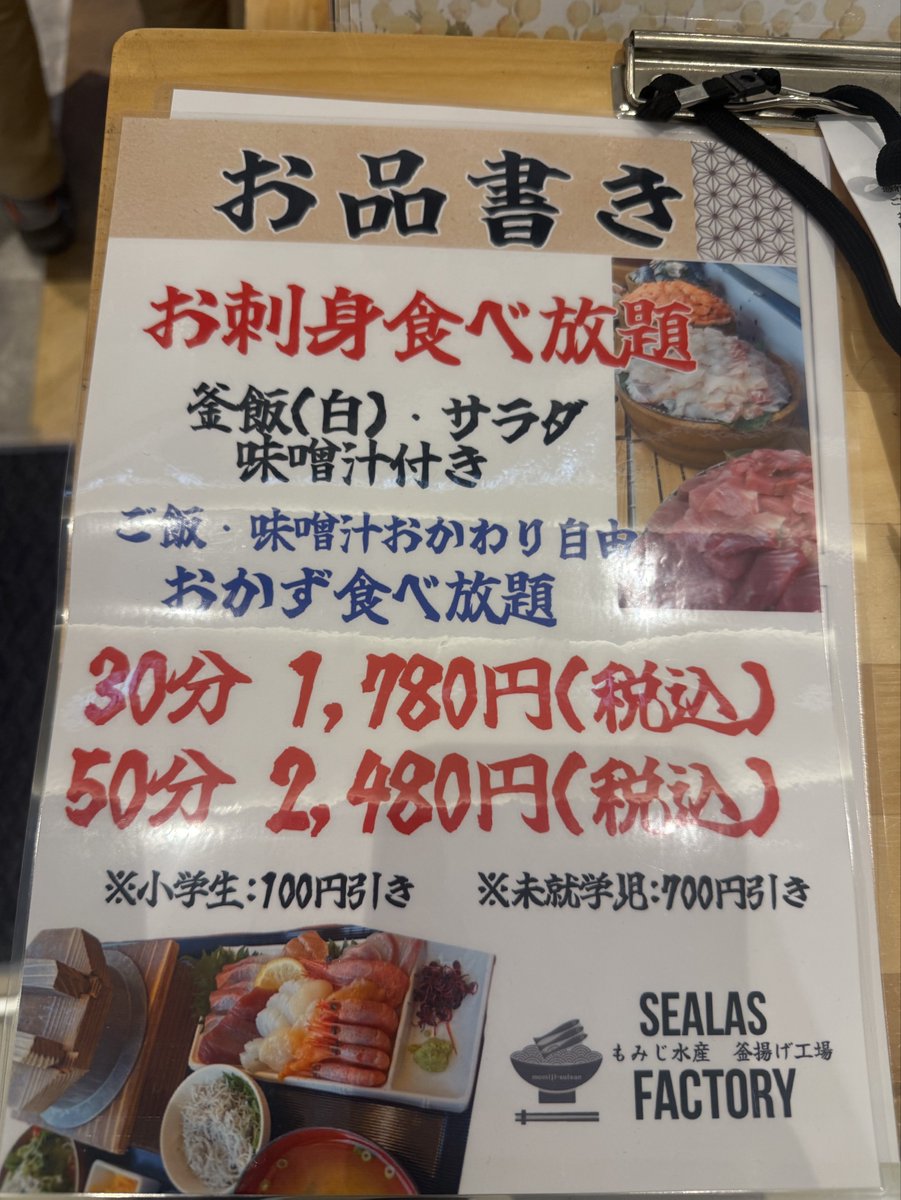 お品書き
お刺身食べ放題
釜飯(白)・サラダ
味噌汁付き
ご飯・味噌汁おかわり自由
おかず食べ放題
30分 1,780円(税込)
50分 2,480円(税込)
※小学生:100円引き ※未就学児:700円引き
momiji-suisan
SEALAS
もみじ水産 釜揚げ工場
FACTORY